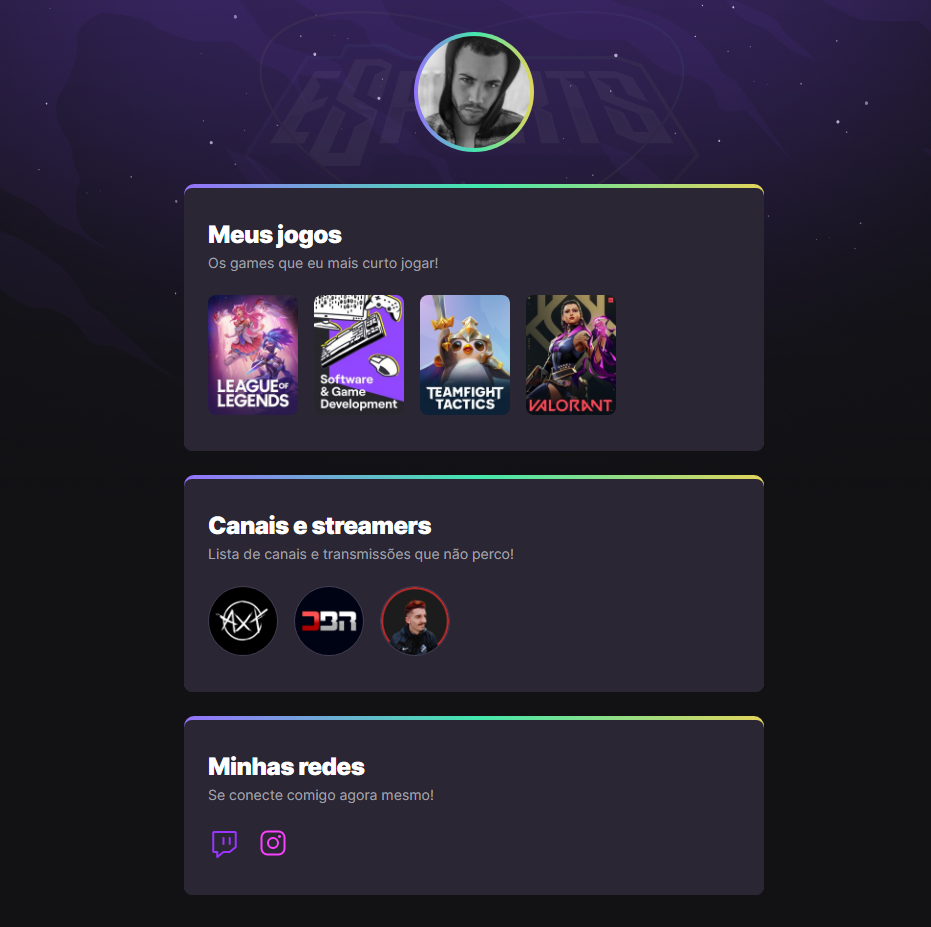 ESPORTS
Meus jogos
Os games que eu mais curto jogar!
LEAGUE OF
LEGENDS
Software
& Game
Development
TEAMFIGHT
TACTICS
VALORANT
Canais e streamers
Lista de canais e transmissões que não perco!
AXT
DBR
Minhas redes
Se conecte comigo agora mesmo!